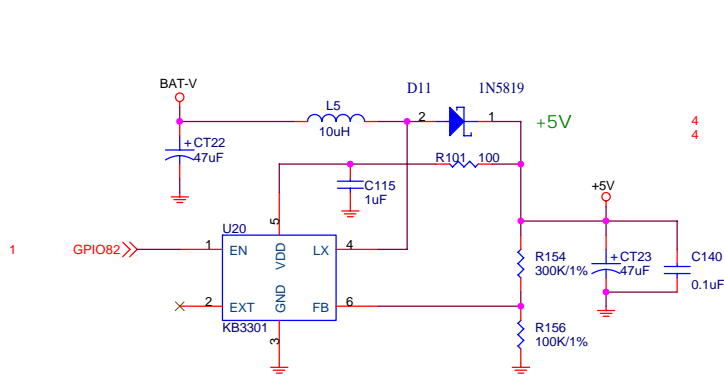 BAT-V
D11
1N5819
L5
10uH
2
1
+5V
4
4
+CT22
47uF
R101
100
C115
1uF
+5V
U20
5
1
GPIO82
1
EN
VDD
LX
4
R154
300K/1%
+CT23
47uF
C140
0.1uF
2
EXT
GND
FB
6
KB3301
3
R156
100K/1%